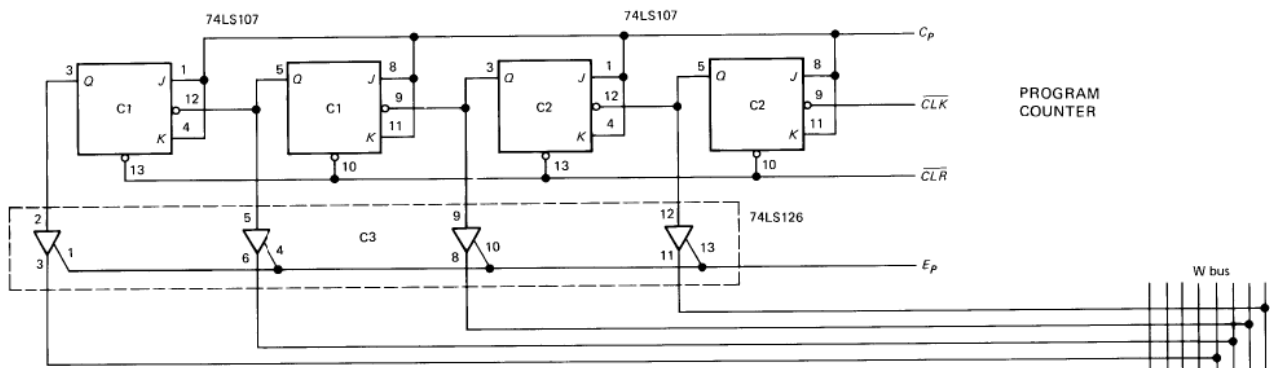 74LS107
74LS107
C_P
3 Q J 1
5 Q J 8
3 Q J 1
5 Q J 8
C1 12
C1 9
C2 12
C2 9
\overline{CLK}
PROGRAM
COUNTER
K 4
K 11
K 4
K 11
13
10
13
10
\overline{CLR}
2
5
9
12
74LS126
C3
1
4
10
13
3
6
8
11
E_P
W bus